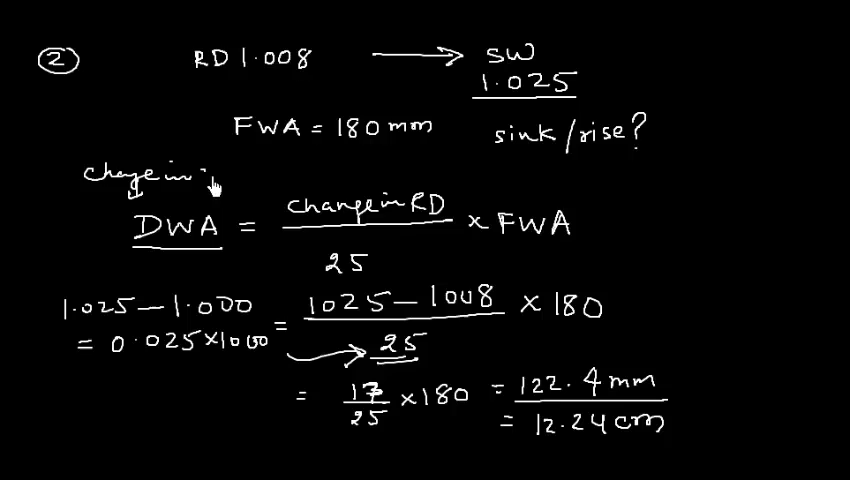 ② RD 1.008 ⟶ SW
1.025
FWA = 180 mm sink/rise?
change in
DWA = change in RD / 25 × FWA
1.025 – 1.000 = 1025 – 1008 / 25 × 180
= 0.025 × 1000
= 17/25 × 180 = 122.4 mm
= 12.24 cm